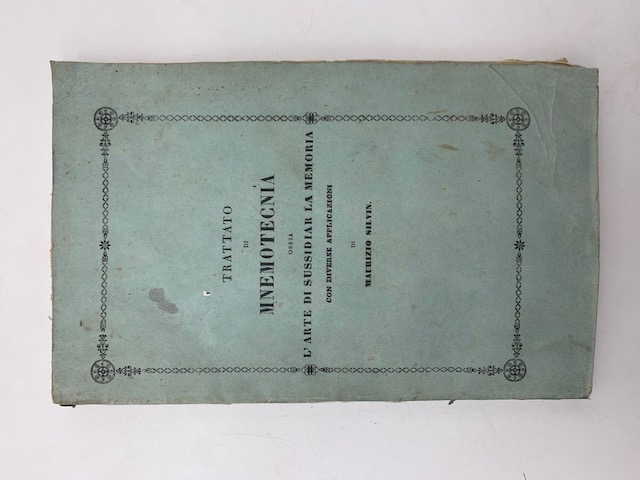 TRATTATO
DI
MNEMOTECNIA
OSSIA
L'ARTE DI SUSSIDIAR LA MEMORIA
CON DIVERSE APPLICAZIONI
DI
MAURIZIO SILVIN.